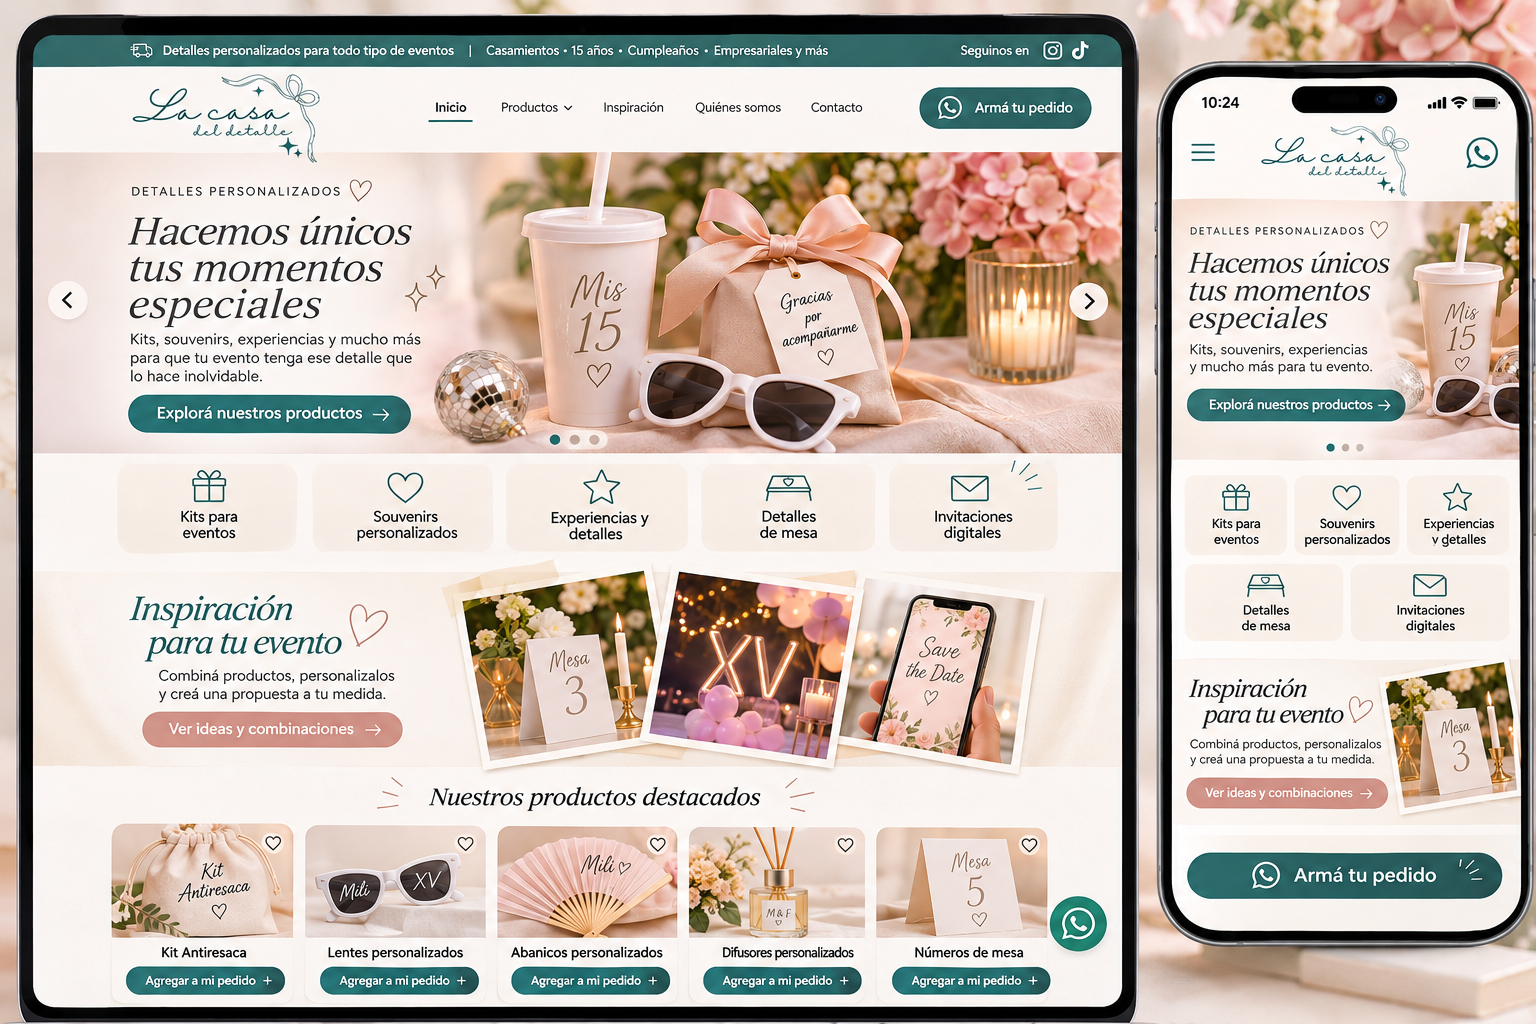 Detalles personalizados para todo tipo de eventos | Casamientos • 15 años • Cumpleaños • Empresariales y más
Seguinos en
La casa
del detalle
Inicio
Productos
Inspiración
Quiénes somos
Contacto
Armá tu pedido
DETALLES PERSONALIZADOS
Hacemos únicos
tus momentos
especiales
Kits, souvenirs, experiencias y mucho más
para que tu evento tenga ese detalle que
lo hace inolvidable.
Explorá nuestros productos →
Mis
15
Gracias
por
acompañarme
Kits para
eventos
Souvenirs
personalizados
Experiencias y
detalles
Detalles
de mesa
Invitaciones
digitales
Inspiración
para tu evento
Combiná productos, personalizalos
y creá una propuesta a tu medida.
Ver ideas y combinaciones →
Mesa
3
XV
Save
the Date
Nuestros productos destacados
Kit
Antiresaca
Mili
XV
Mili
M&F
Mesa
5
Kit Antiresaca
Lentes personalizados
Abanicos personalizados
Difusores personalizados
Números de mesa
Agregar a mi pedido +
Agregar a mi pedido +
Agregar a mi pedido +
Agregar a mi pedido +
Agregar a mi pedido +
10:24
La casa
del detalle
DETALLES PERSONALIZADOS
Hacemos únicos
tus momentos
especiales
Kits, souvenirs, experiencias
y mucho más para tu evento.
Explorá nuestros productos →
Mis
15
Kits para
eventos
Souvenirs
personalizados
Experiencias
y detalles
Detalles
de mesa
Invitaciones
digitales
Inspiración
para tu evento
Combiná productos, personalizalos
y creá una propuesta a tu medida.
Ver ideas y combinaciones →
Mesa
3
Armá tu pedido